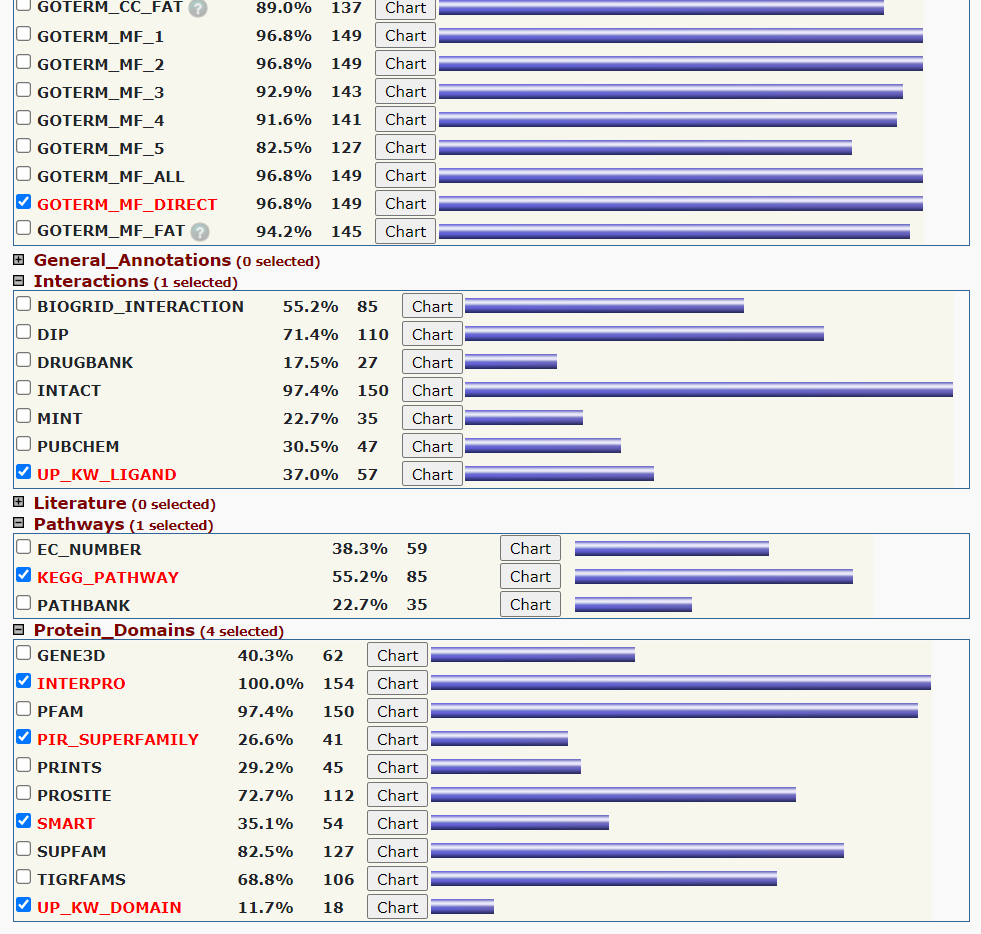 GOTERM_CC_FAT ? 89.0% 137 Chart
GOTERM_MF_1 96.8% 149 Chart
GOTERM_MF_2 96.8% 149 Chart
GOTERM_MF_3 92.9% 143 Chart
GOTERM_MF_4 91.6% 141 Chart
GOTERM_MF_5 82.5% 127 Chart
GOTERM_MF_ALL 96.8% 149 Chart
GOTERM_MF_DIRECT 96.8% 149 Chart
GOTERM_MF_FAT ? 94.2% 145 Chart
General_Annotations (0 selected)
Interactions (1 selected)
BIOGRID_INTERACTION 55.2% 85 Chart
DIP 71.4% 110 Chart
DRUGBANK 17.5% 27 Chart
INTACT 97.4% 150 Chart
MINT 22.7% 35 Chart
PUBCHEM 30.5% 47 Chart
UP_KW_LIGAND 37.0% 57 Chart
Literature (0 selected)
Pathways (1 selected)
EC_NUMBER 38.3% 59 Chart
KEGG_PATHWAY 55.2% 85 Chart
PATHBANK 22.7% 35 Chart
Protein_Domains (4 selected)
GENE3D 40.3% 62 Chart
INTERPRO 100.0% 154 Chart
PFAM 97.4% 150 Chart
PIR_SUPERFAMILY 26.6% 41 Chart
PRINTS 29.2% 45 Chart
PROSITE 72.7% 112 Chart
SMART 35.1% 54 Chart
SUPFAM 82.5% 127 Chart
TIGRFAMS 68.8% 106 Chart
UP_KW_DOMAIN 11.7% 18 Chart